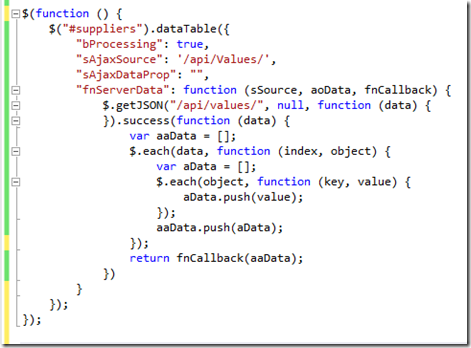 $(function () {
    $("#suppliers").dataTable({
        "bProcessing": true,
        "sAjaxSource": '/api/Values/',
        "sAjaxDataProp": "",
        "fnServerData": function (sSource, aoData, fnCallback) {
            $.getJSON("/api/values/", null, function (data) {
            }).success(function (data) {
                var aaData = [];
                $.each(data, function (index, object) {
                    var aData = [];
                    $.each(object, function (key, value) {
                        aData.push(value);
                    });
                    aaData.push(aData);
                });
                return fnCallback(aaData);
            })
        }
    });
});